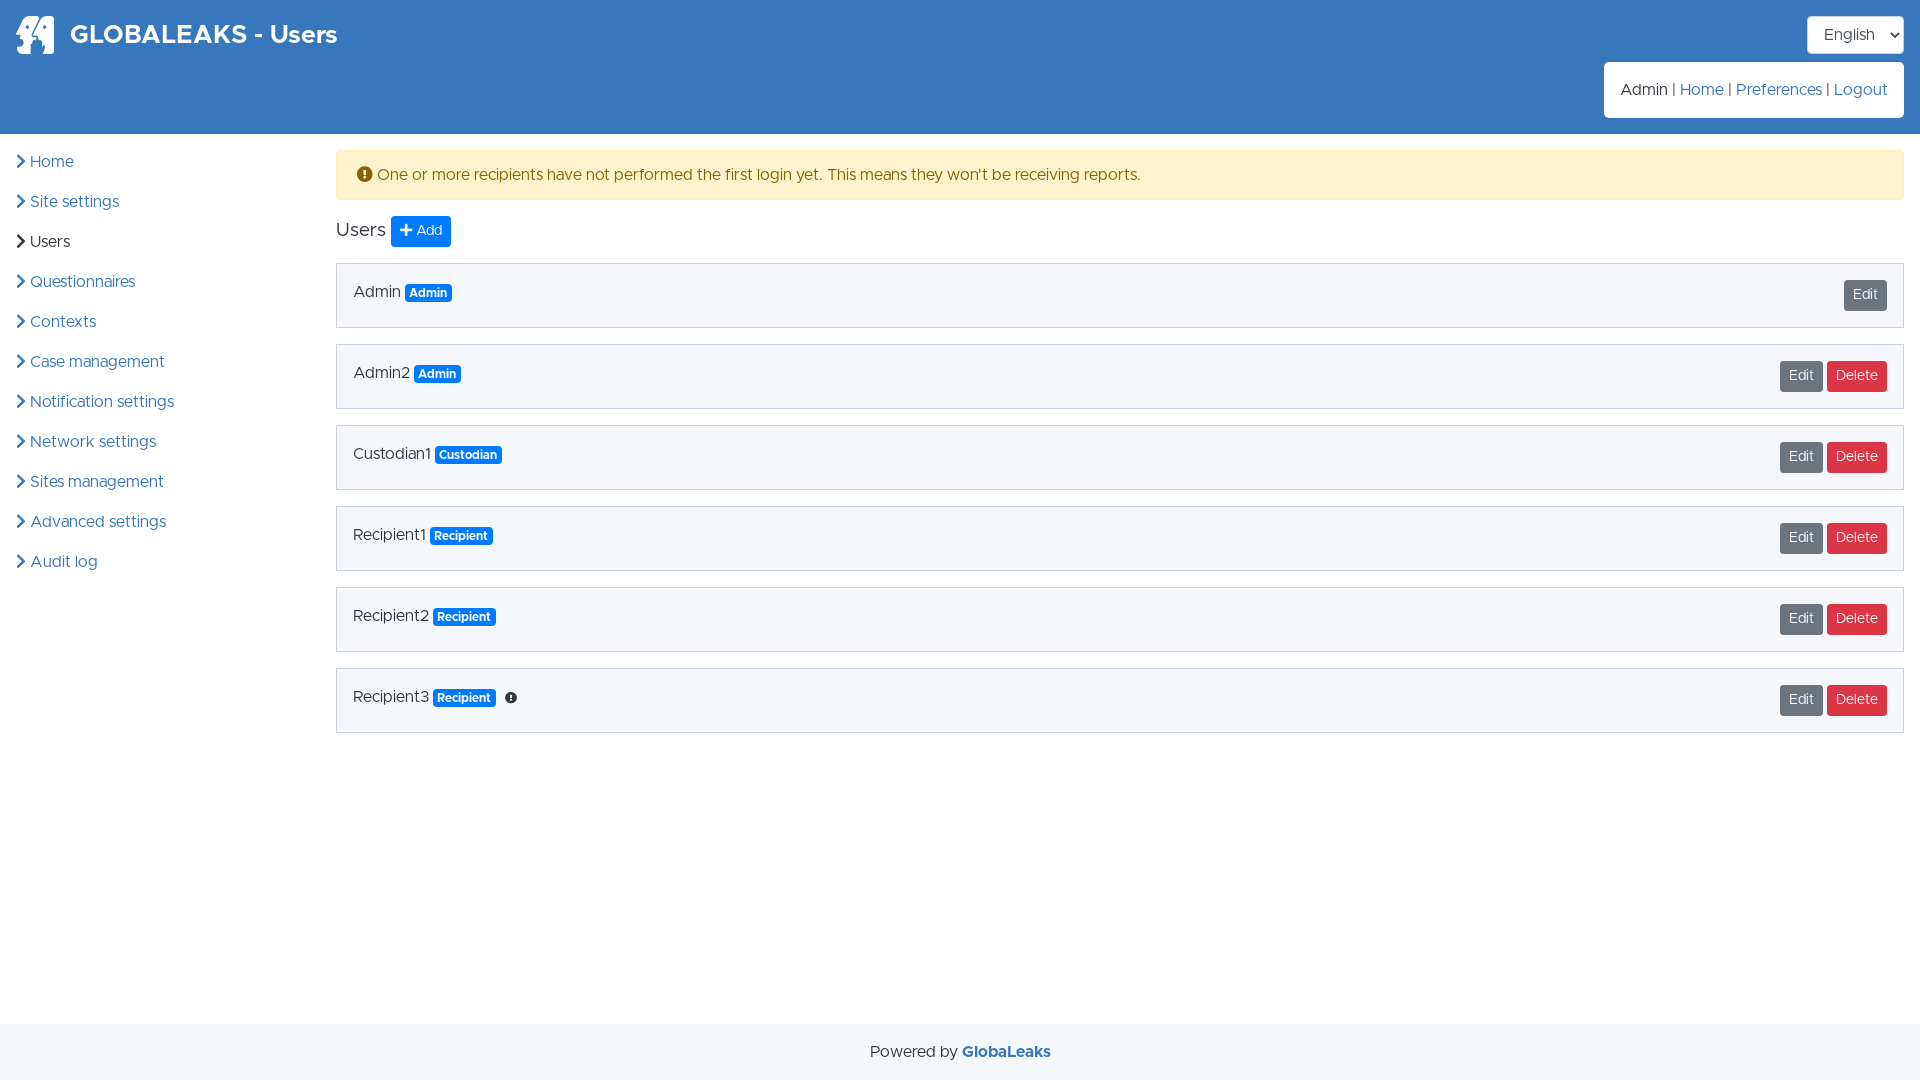 GLOBALEAKS - Users
English
Admin | Home | Preferences | Logout
Home
Site settings
Users
Questionnaires
Contexts
Case management
Notification settings
Network settings
Sites management
Advanced settings
Audit log
One or more recipients have not performed the first login yet. This means they won't be receiving reports.
Users Add
Admin Admin Edit
Admin2 Admin Edit Delete
Custodian1 Custodian Edit Delete
Recipient1 Recipient Edit Delete
Recipient2 Recipient Edit Delete
Recipient3 Recipient Edit Delete
Powered by GlobaLeaks